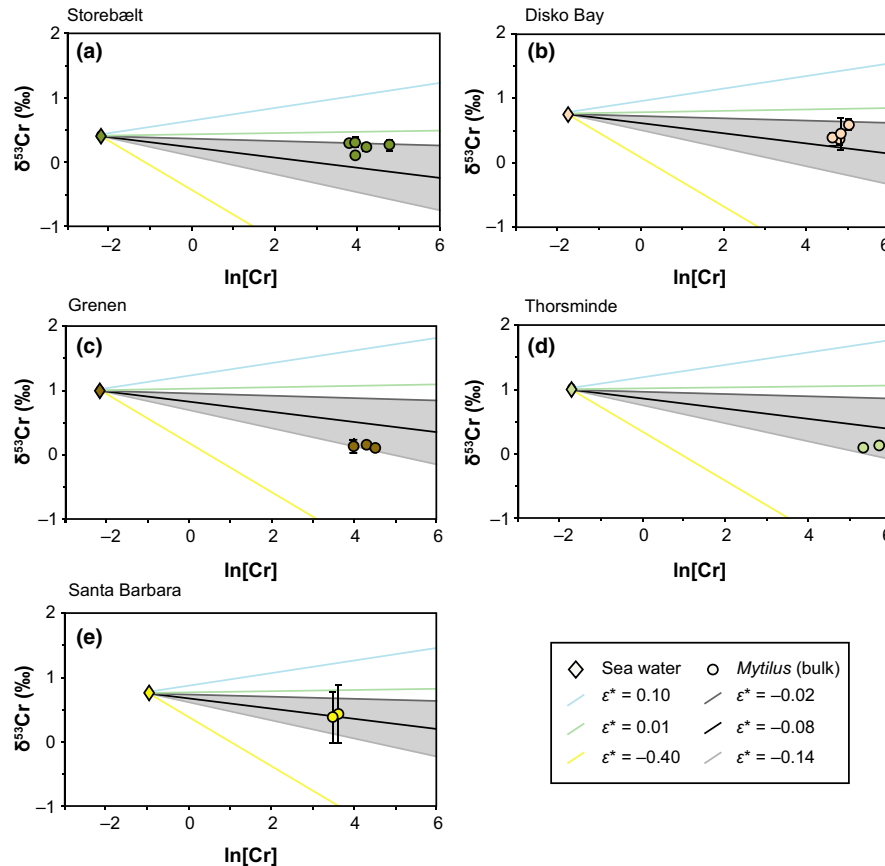 Storebælt
(a)
2
1
0
–1
δ⁵³Cr (‰)
–2 0 2 4 6
ln[Cr]
Disko Bay
(b)
2
1
0
–1
δ⁵³Cr (‰)
–2 0 2 4 6
ln[Cr]
Grenen
(c)
2
1
0
–1
δ⁵³Cr (‰)
–2 0 2 4 6
ln[Cr]
Thorsminde
(d)
2
1
0
–1
δ⁵³Cr (‰)
–2 0 2 4 6
ln[Cr]
Santa Barbara
(e)
2
1
0
–1
δ⁵³Cr (‰)
–2 0 2 4 6
ln[Cr]
Sea water Mytilus (bulk)
ε* = 0.10 ε* = –0.02
ε* = 0.01 ε* = –0.08
ε* = –0.40 ε* = –0.14